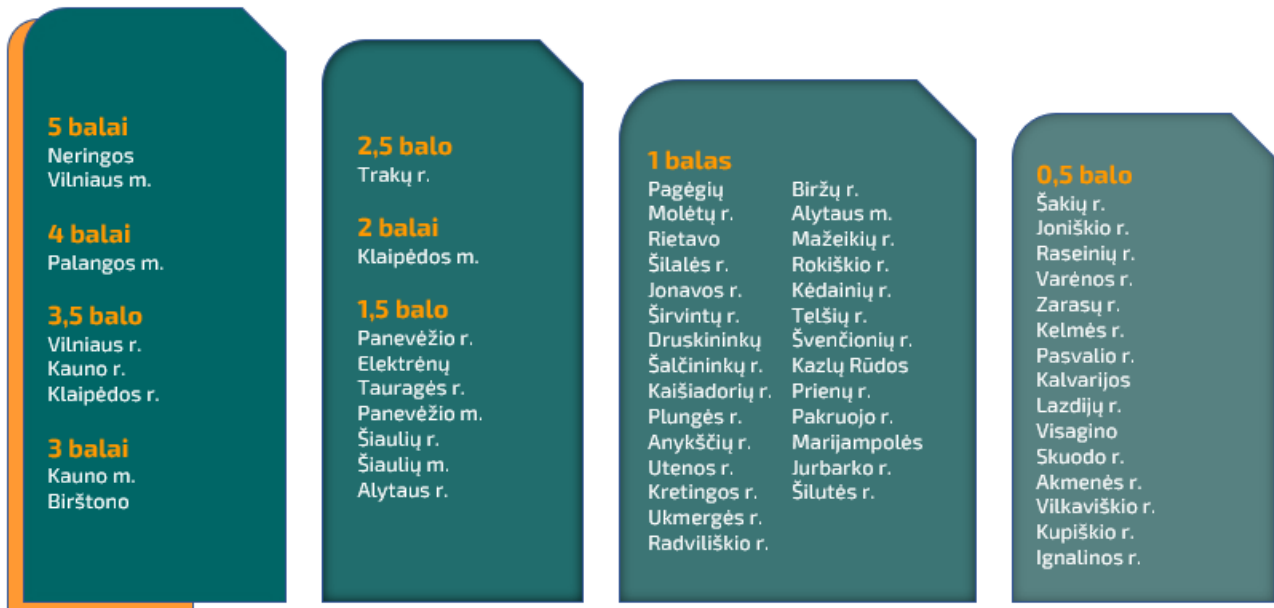 5 balai
Neringos
Vilniaus m.
4 balai
Palangos m.
3,5 balo
Vilniaus r.
Kauno r.
Klaipėdos r.
3 balai
Kauno m.
Birštono
2,5 balo
Trakų r.
2 balai
Klaipėdos m.
1,5 balo
Panevėžio r.
Elektrėnų
Tauragės r.
Panevėžio m.
Šiaulių r.
Šiaulių m.
Alytaus r.
1 balas
Pagėgių
Molėtų r.
Rietavo
Šilalės r.
Jonavos r.
Širvintų r.
Druskininkų
Šalčininkų r.
Kaišiadorių r.
Plungės r.
Anykščių r.
Utenos r.
Kretingos r.
Ukmergės r.
Radviliškio r.
Biržų r.
Alytaus m.
Mažeikių r.
Rokiškio r.
Kėdainių r.
Telšių r.
Švenčionių r.
Kazlų Rūdos
Prienų r.
Pakruojo r.
Marijampolės
Jurbarko r.
Šilutės r.
0,5 balo
Šakių r.
Joniškio r.
Raseinių r.
Varėnos r.
Zarasų r.
Kelmės r.
Pasvalio r.
Kalvarijos
Lazdijų r.
Visagino
Skuodo r.
Akmenės r.
Vilkaviškio r.
Kupiškio r.
Ignalinos r.